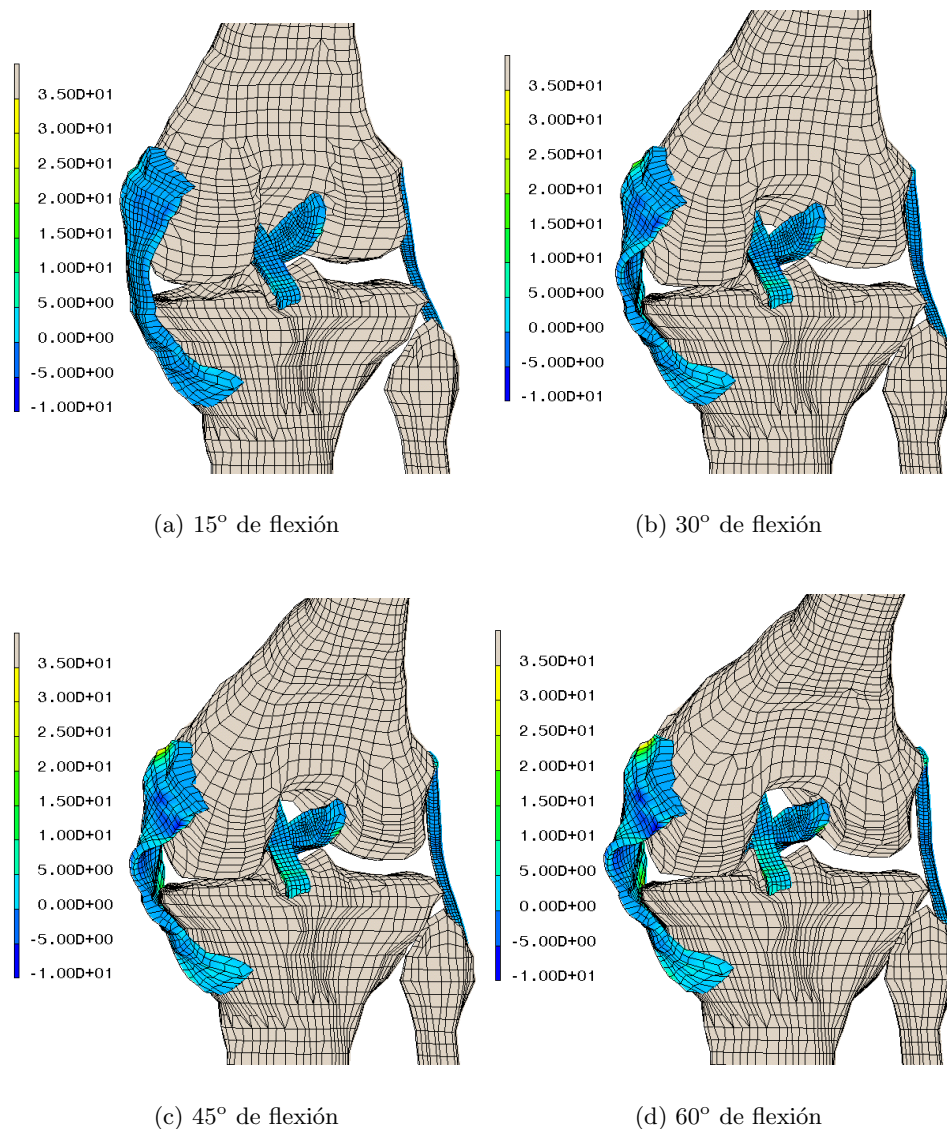 3.50D+01
3.00D+01
2.50D+01
2.00D+01
1.50D+01
1.00D+01
5.00D+00
0.00D+00
-5.00D+00
-1.00D+01
3.50D+01
3.00D+01
2.50D+01
2.00D+01
1.50D+01
1.00D+01
5.00D+00
0.00D+00
-5.00D+00
-1.00D+01
(a) 15º de flexión
(b) 30º de flexión
3.50D+01
3.00D+01
2.50D+01
2.00D+01
1.50D+01
1.00D+01
5.00D+00
0.00D+00
-5.00D+00
-1.00D+01
3.50D+01
3.00D+01
2.50D+01
2.00D+01
1.50D+01
1.00D+01
5.00D+00
0.00D+00
-5.00D+00
-1.00D+01
(c) 45º de flexión
(d) 60º de flexión